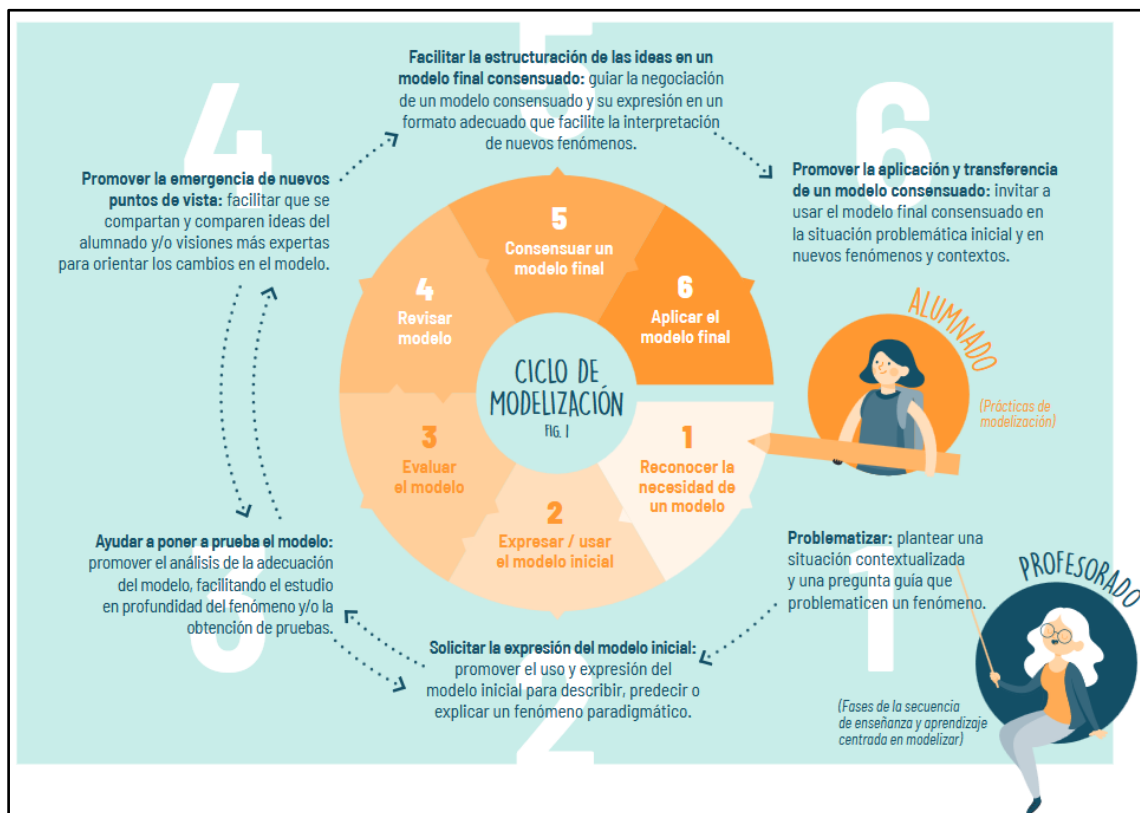 5
Facilitar la estructuración de las ideas en un
modelo final consensuado: guiar la negociación
de un modelo consensuado y su expresión en un
formato adecuado que facilite la interpretación
de nuevos fenómenos.
4
Promover la emergencia de nuevos
puntos de vista: facilitar que se
compartan y comparen ideas del
alumnado y/o visiones más expertas
para orientar los cambios en el modelo.
6
Promover la aplicación y transferencia
de un modelo consensuado: invitar a
usar el modelo final consensuado en
la situación problemática inicial y en
nuevos fenómenos y contextos.
5
Consensuar un
modelo final
4
Revisar
modelo
6
Aplicar el
modelo final
CICLO DE
MODELIZACIÓN
FIG. 1
3
Evaluar
el modelo
2
Expresar / usar
el modelo inicial
1
Reconocer la
necesidad de
un modelo
ALUMNADO
(Prácticas de
modelización)
3
Ayudar a poner a prueba el modelo:
promover el análisis de la adecuación
del modelo, facilitando el estudio
en profundidad del fenómeno y/o la
obtención de pruebas.
2
Solicitar la expresión del modelo inicial:
promover el uso y expresión del
modelo inicial para describir, predecir o
explicar un fenómeno paradigmático.
1
Problematizar: plantear una
situación contextualizada
y una pregunta guía que
problematicen un fenómeno.
PROFESORADO
(Fases de la secuencia
de enseñanza y aprendizaje
centrada en modelizar)